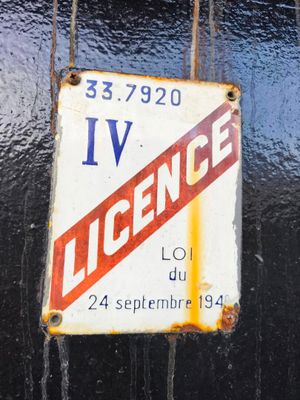 33.7920
IV
LICENCE
LOI
du
24 septembre